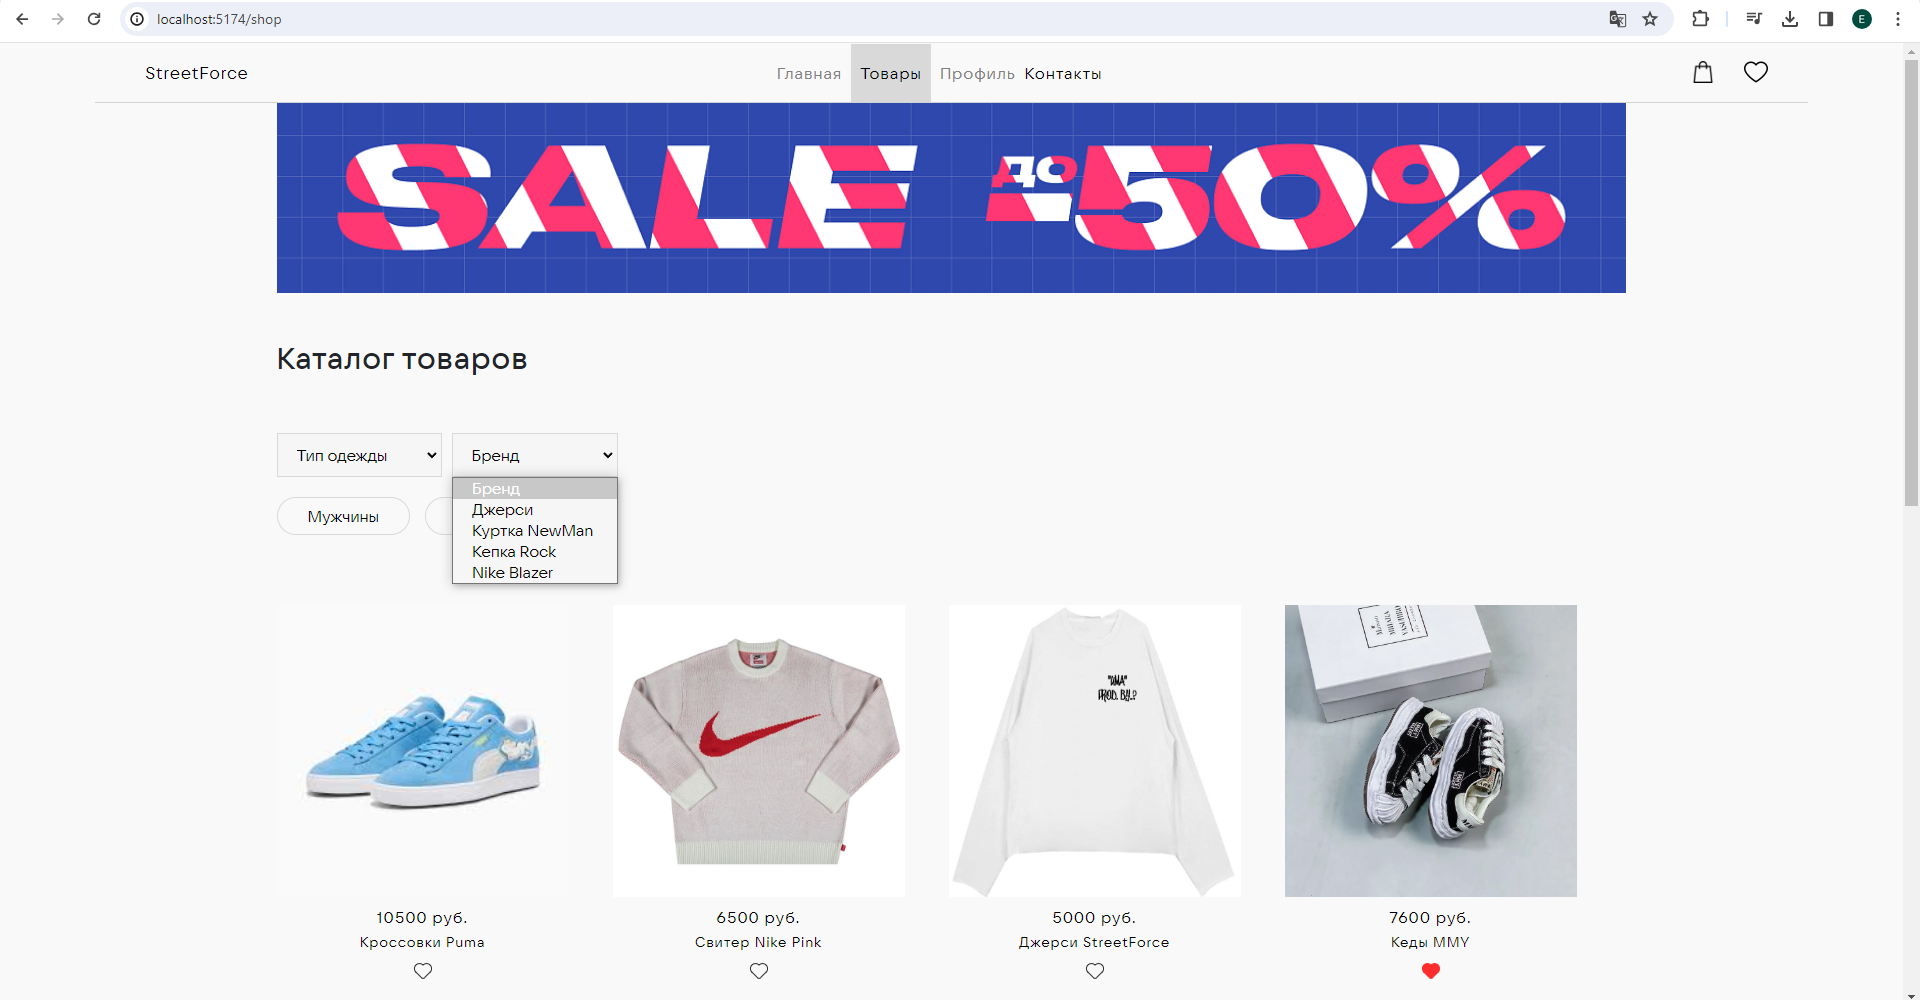 localhost:5174/shop
E
StreetForce
Главная Товары Профиль Контакты
SALE ДО -50%
Каталог товаров
Тип одежды
Бренд
Бренд
Джерси
Куртка NewMan
Кепка Rock
Nike Blazer
Мужчины
PROD. BY.?
10500 руб.
Кроссовки Puma
6500 руб.
Свитер Nike Pink
5000 руб.
Джерси StreetForce
7600 руб.
Кеды MMY